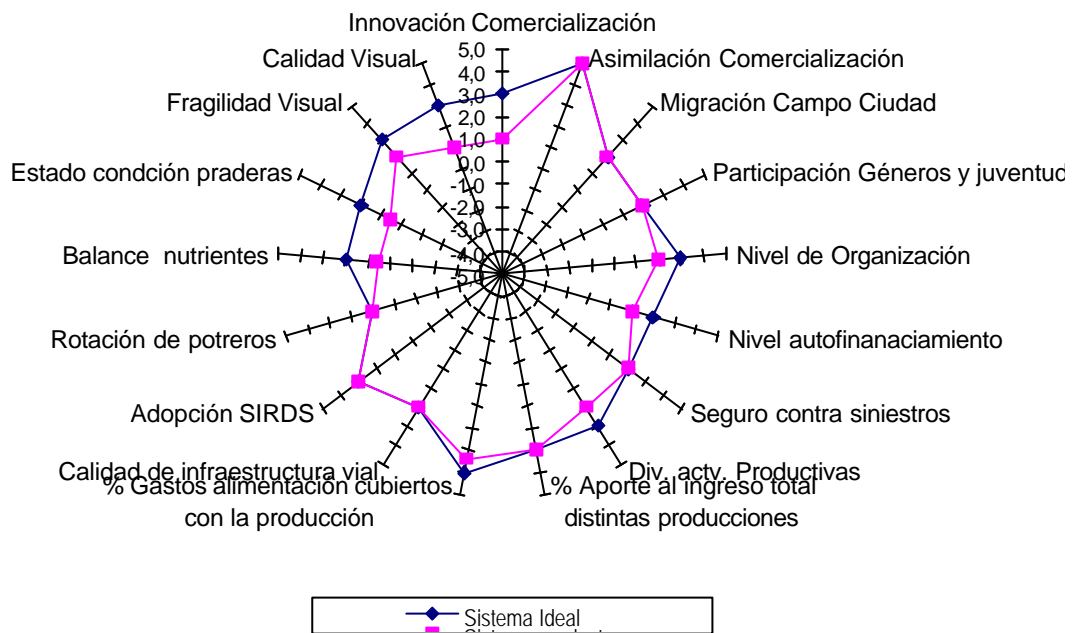 Innovación Comercialización
Asimilación Comercialización
Migración Campo Ciudad
Participación Géneros y juventud
Nivel de Organización
Nivel autofinanaciamiento
Seguro contra siniestros
Div. actv. Productivas
% Aporte al ingreso total
distintas producciones
% Gastos alimentación cubiertos
con la producción
Calidad de infraestructura vial
Adopción SIRDS
Rotación de potreros
Balance nutrientes
Estado condción praderas
Fragilidad Visual
Calidad Visual
5,0
4,0
3,0
2,0
1,0
0,0
-1,0
-2,0
-3,0
-4,0
-5,0
Sistema Ideal